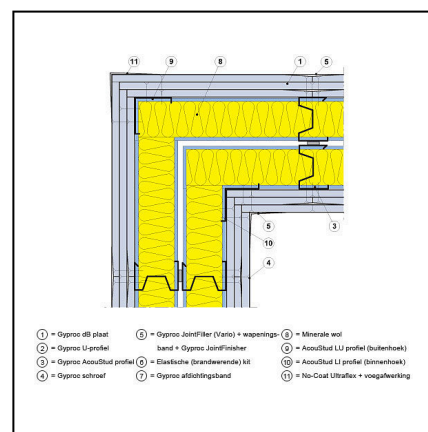 11 9 8 1 5
5 3
10
4
1 = Gyproc dB plaat
2 = Gyproc U-profiel
3 = Gyproc AcouStud profiel
4 = Gyproc schroef
5 = Gyproc JointFiller (Vario) + wapenings-
band + Gyproc JointFinisher
6 = Elastische (brandwerende) kit
7 = Gyproc afdichtingsband
8 = Minerale wol
9 = AcouStud LU profiel (buitenhoek)
10 = AcouStud LI profiel (binnenhoek)
11 = No-Coat Ultraflex + voegafwerking